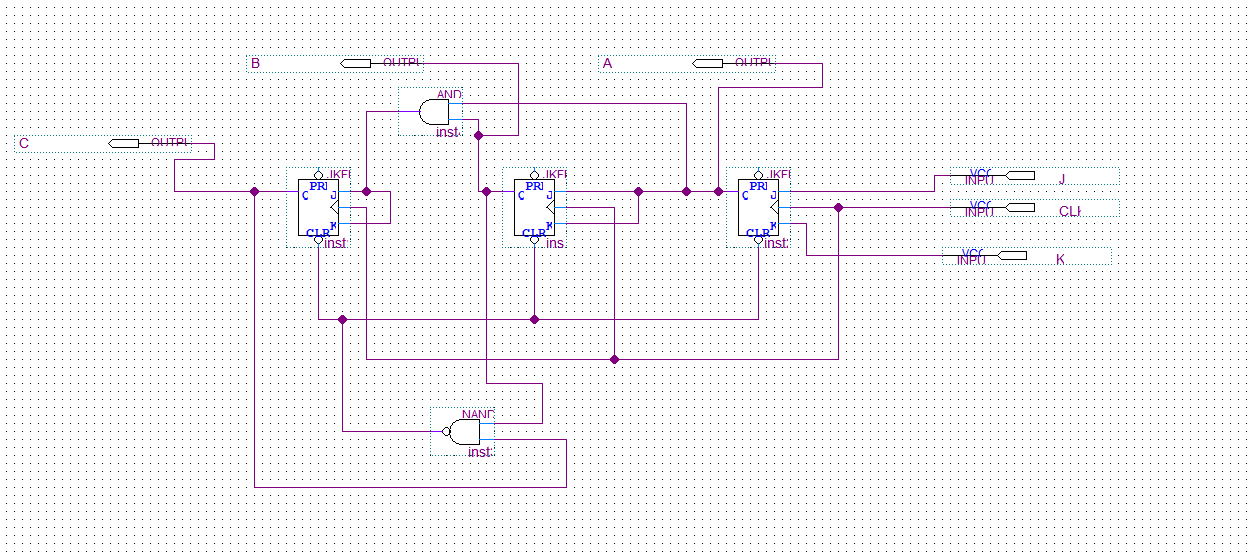 B
OUTPU
A
OUTPU
AND
inst
C
OUTPU
JKFF
PRN
Q
J
K
CLR
inst
JKFF
PRN
Q
J
K
CLR
ins
JKFF
PRN
Q
J
K
CLR
inst
VCC
INPUT
J
VCC
INPUT
CLK
VCC
INPUT
K
NAND
inst